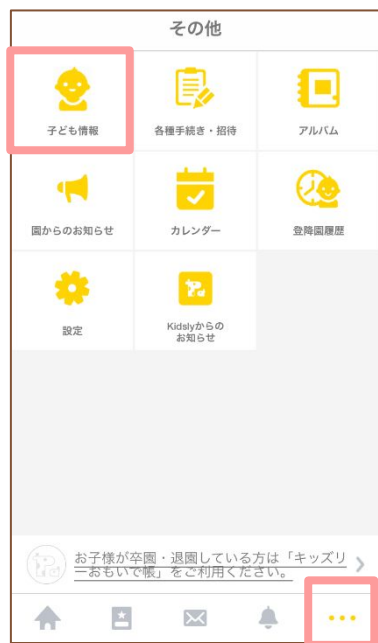 その他
子ども情報
各種手続き・招待
アルバム
園からのお知らせ
カレンダー
登降園履歴
設定
Kidslyからの
お知らせ
お子様が卒園・退園している方は「キッズリ
ーおもいで帳」をご利用ください。